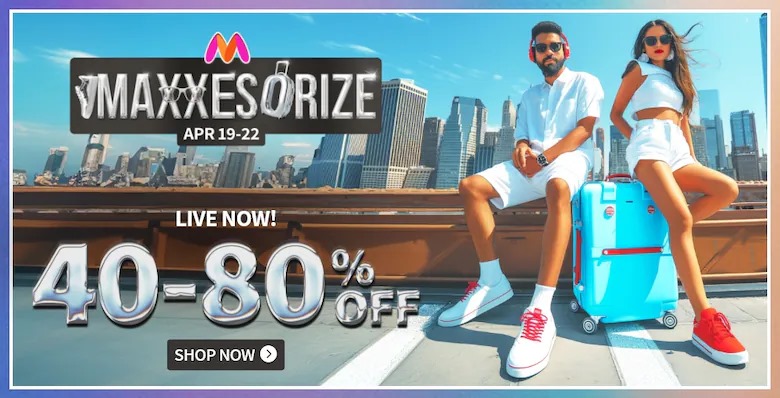 MAXXESORIZE
APR 19-22
LIVE NOW!
40-80% OFF
SHOP NOW